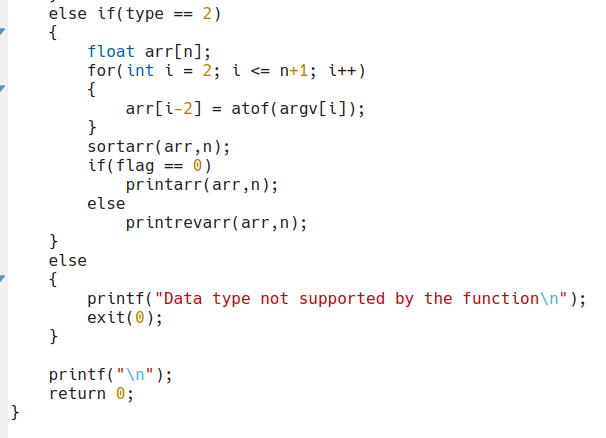 else if(type == 2)
    {
        float arr[n];
        for(int i = 2; i <= n+1; i++)
        {
            arr[i-2] = atof(argv[i]);
        }
        sortarr(arr,n);
        if(flag == 0)
            printarr(arr,n);
        else
            printrevarr(arr,n);
    }
    else
    {
        printf("Data type not supported by the function\n");
        exit(0);
    }

    printf("\n");
    return 0;
}